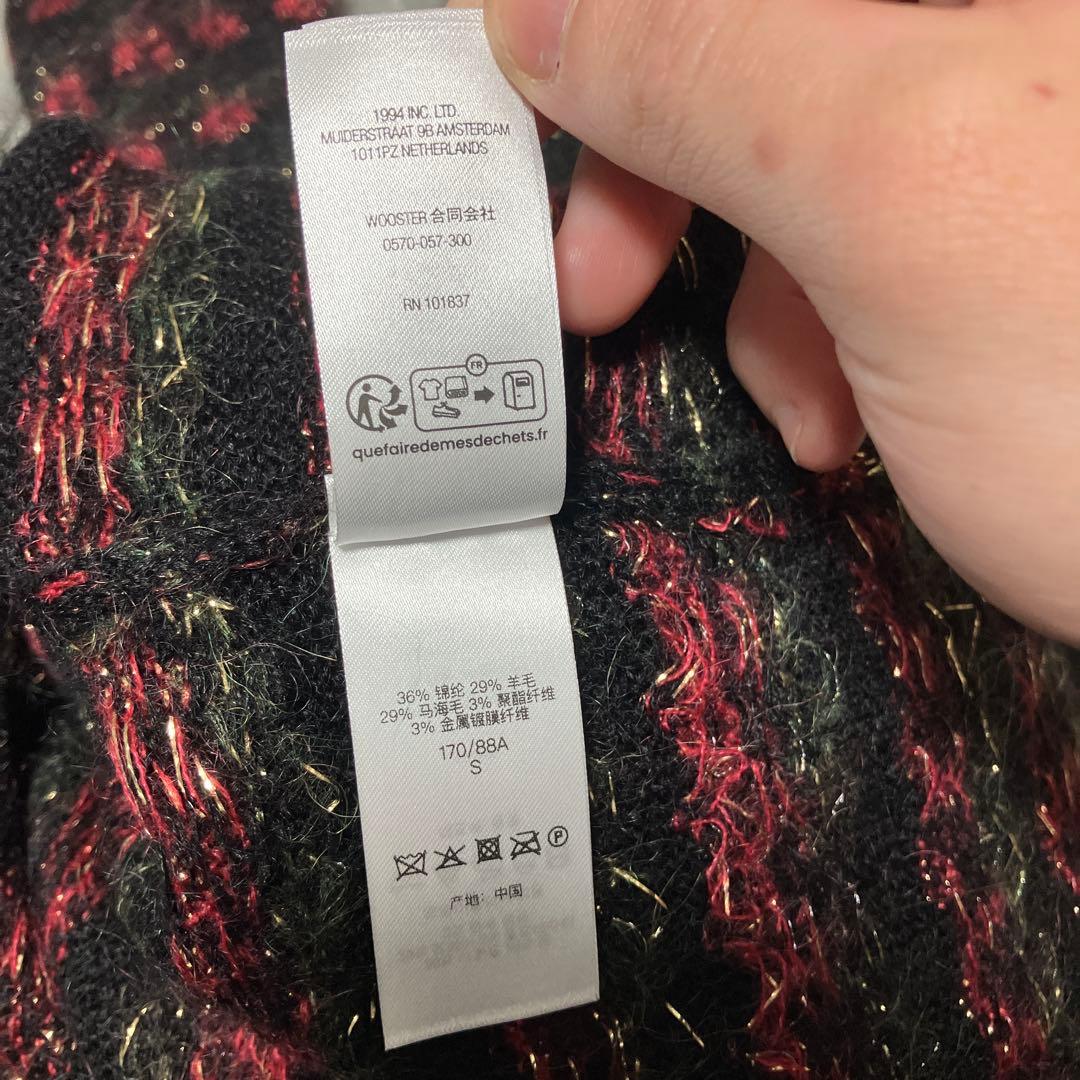 1994 INC. LTD.
MUIDERSTRAAT 9B AMSTERDAM
1011PZ NETHERLANDS
WOOSTER 合同会社
0570-057-300
RN 101837
FR
quefairedemesdechets.fr
36% 锦纶 29% 羊毛
29% 马海毛 3% 聚酯纤维
3% 金属镀膜纤维
170/88A
S
P
产地: 中国